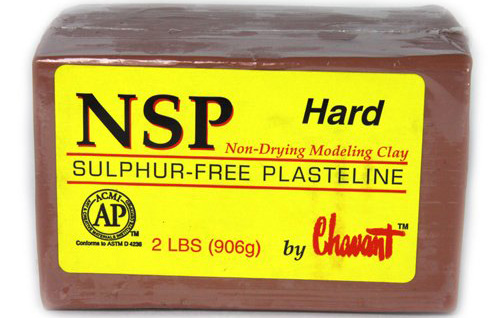 NSP
Hard
Non-Drying Modeling Clay
SULPHUR-FREE PLASTELINE
ACMI
AP
TM
Conforms to ASTM D 4236
2 LBS (906g)
by Chavant™